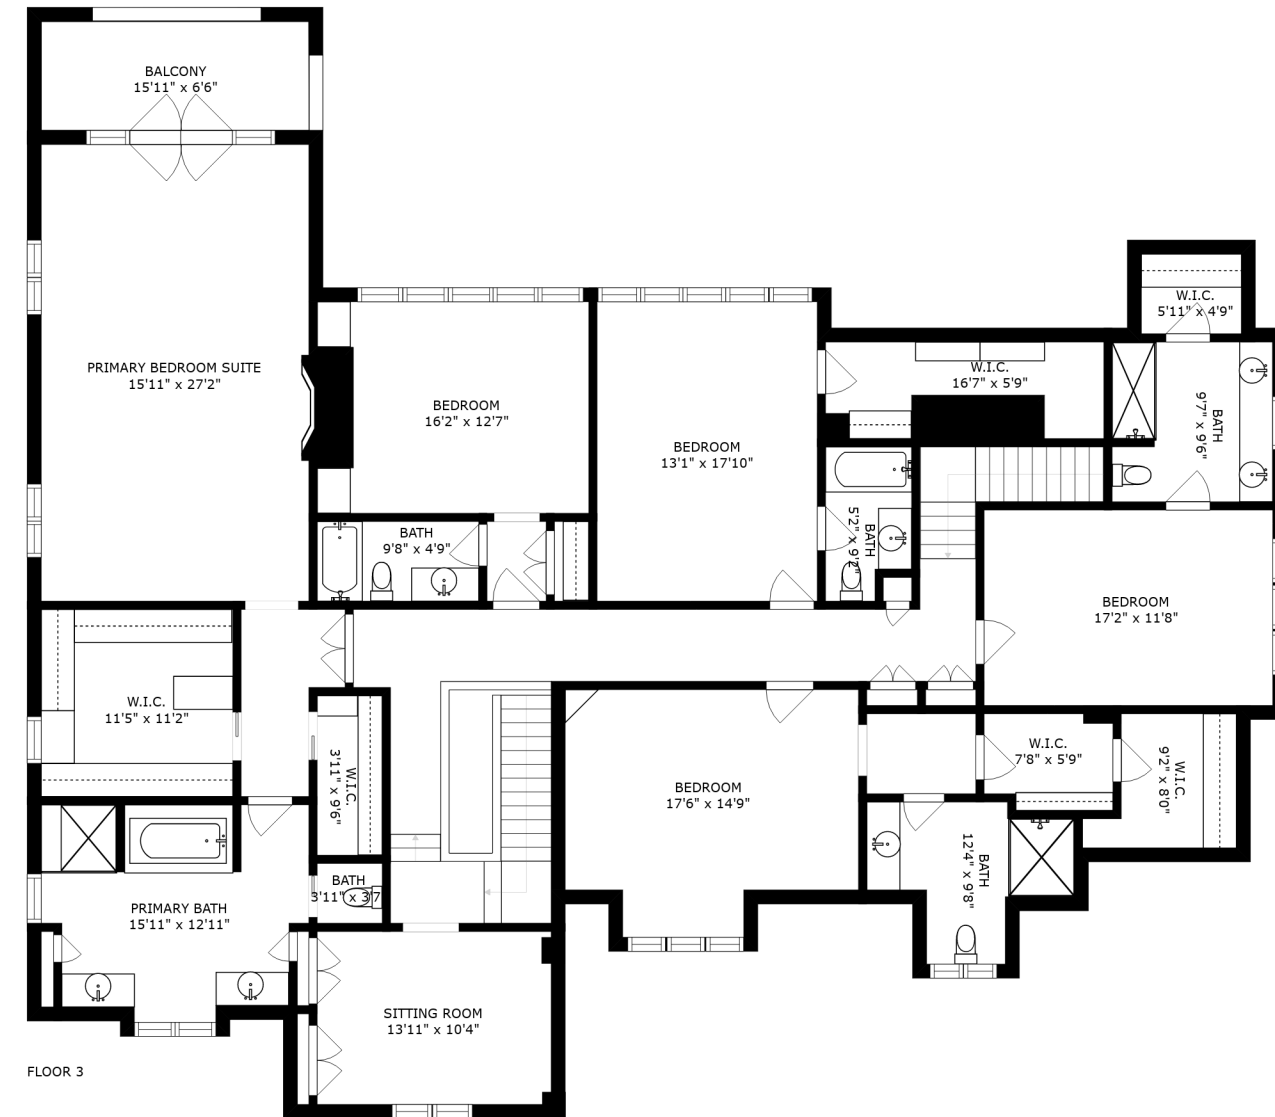 BALCONY
15'11" x 6'6"
PRIMARY BEDROOM SUITE
15'11" x 27'2"
BEDROOM
16'2" x 12'7"
BEDROOM
13'1" x 17'10"
W.I.C.
16'7" x 5'9"
W.I.C.
5'11" x 4'9"
BATH
9'7" x 9'6"
BATH
9'8" x 4'9"
BATH
5'2" x 9'2"
BEDROOM
17'2" x 11'8"
W.I.C.
11'5" x 11'2"
W.I.C.
3'11" x 9'6"
BEDROOM
17'6" x 14'9"
W.I.C.
7'8" x 5'9"
W.I.C.
9'2" x 8'0"
BATH
12'4" x 9'8"
BATH
3'11" x 3'7
PRIMARY BATH
15'11" x 12'11"
SITTING ROOM
13'11" x 10'4"
FLOOR 3